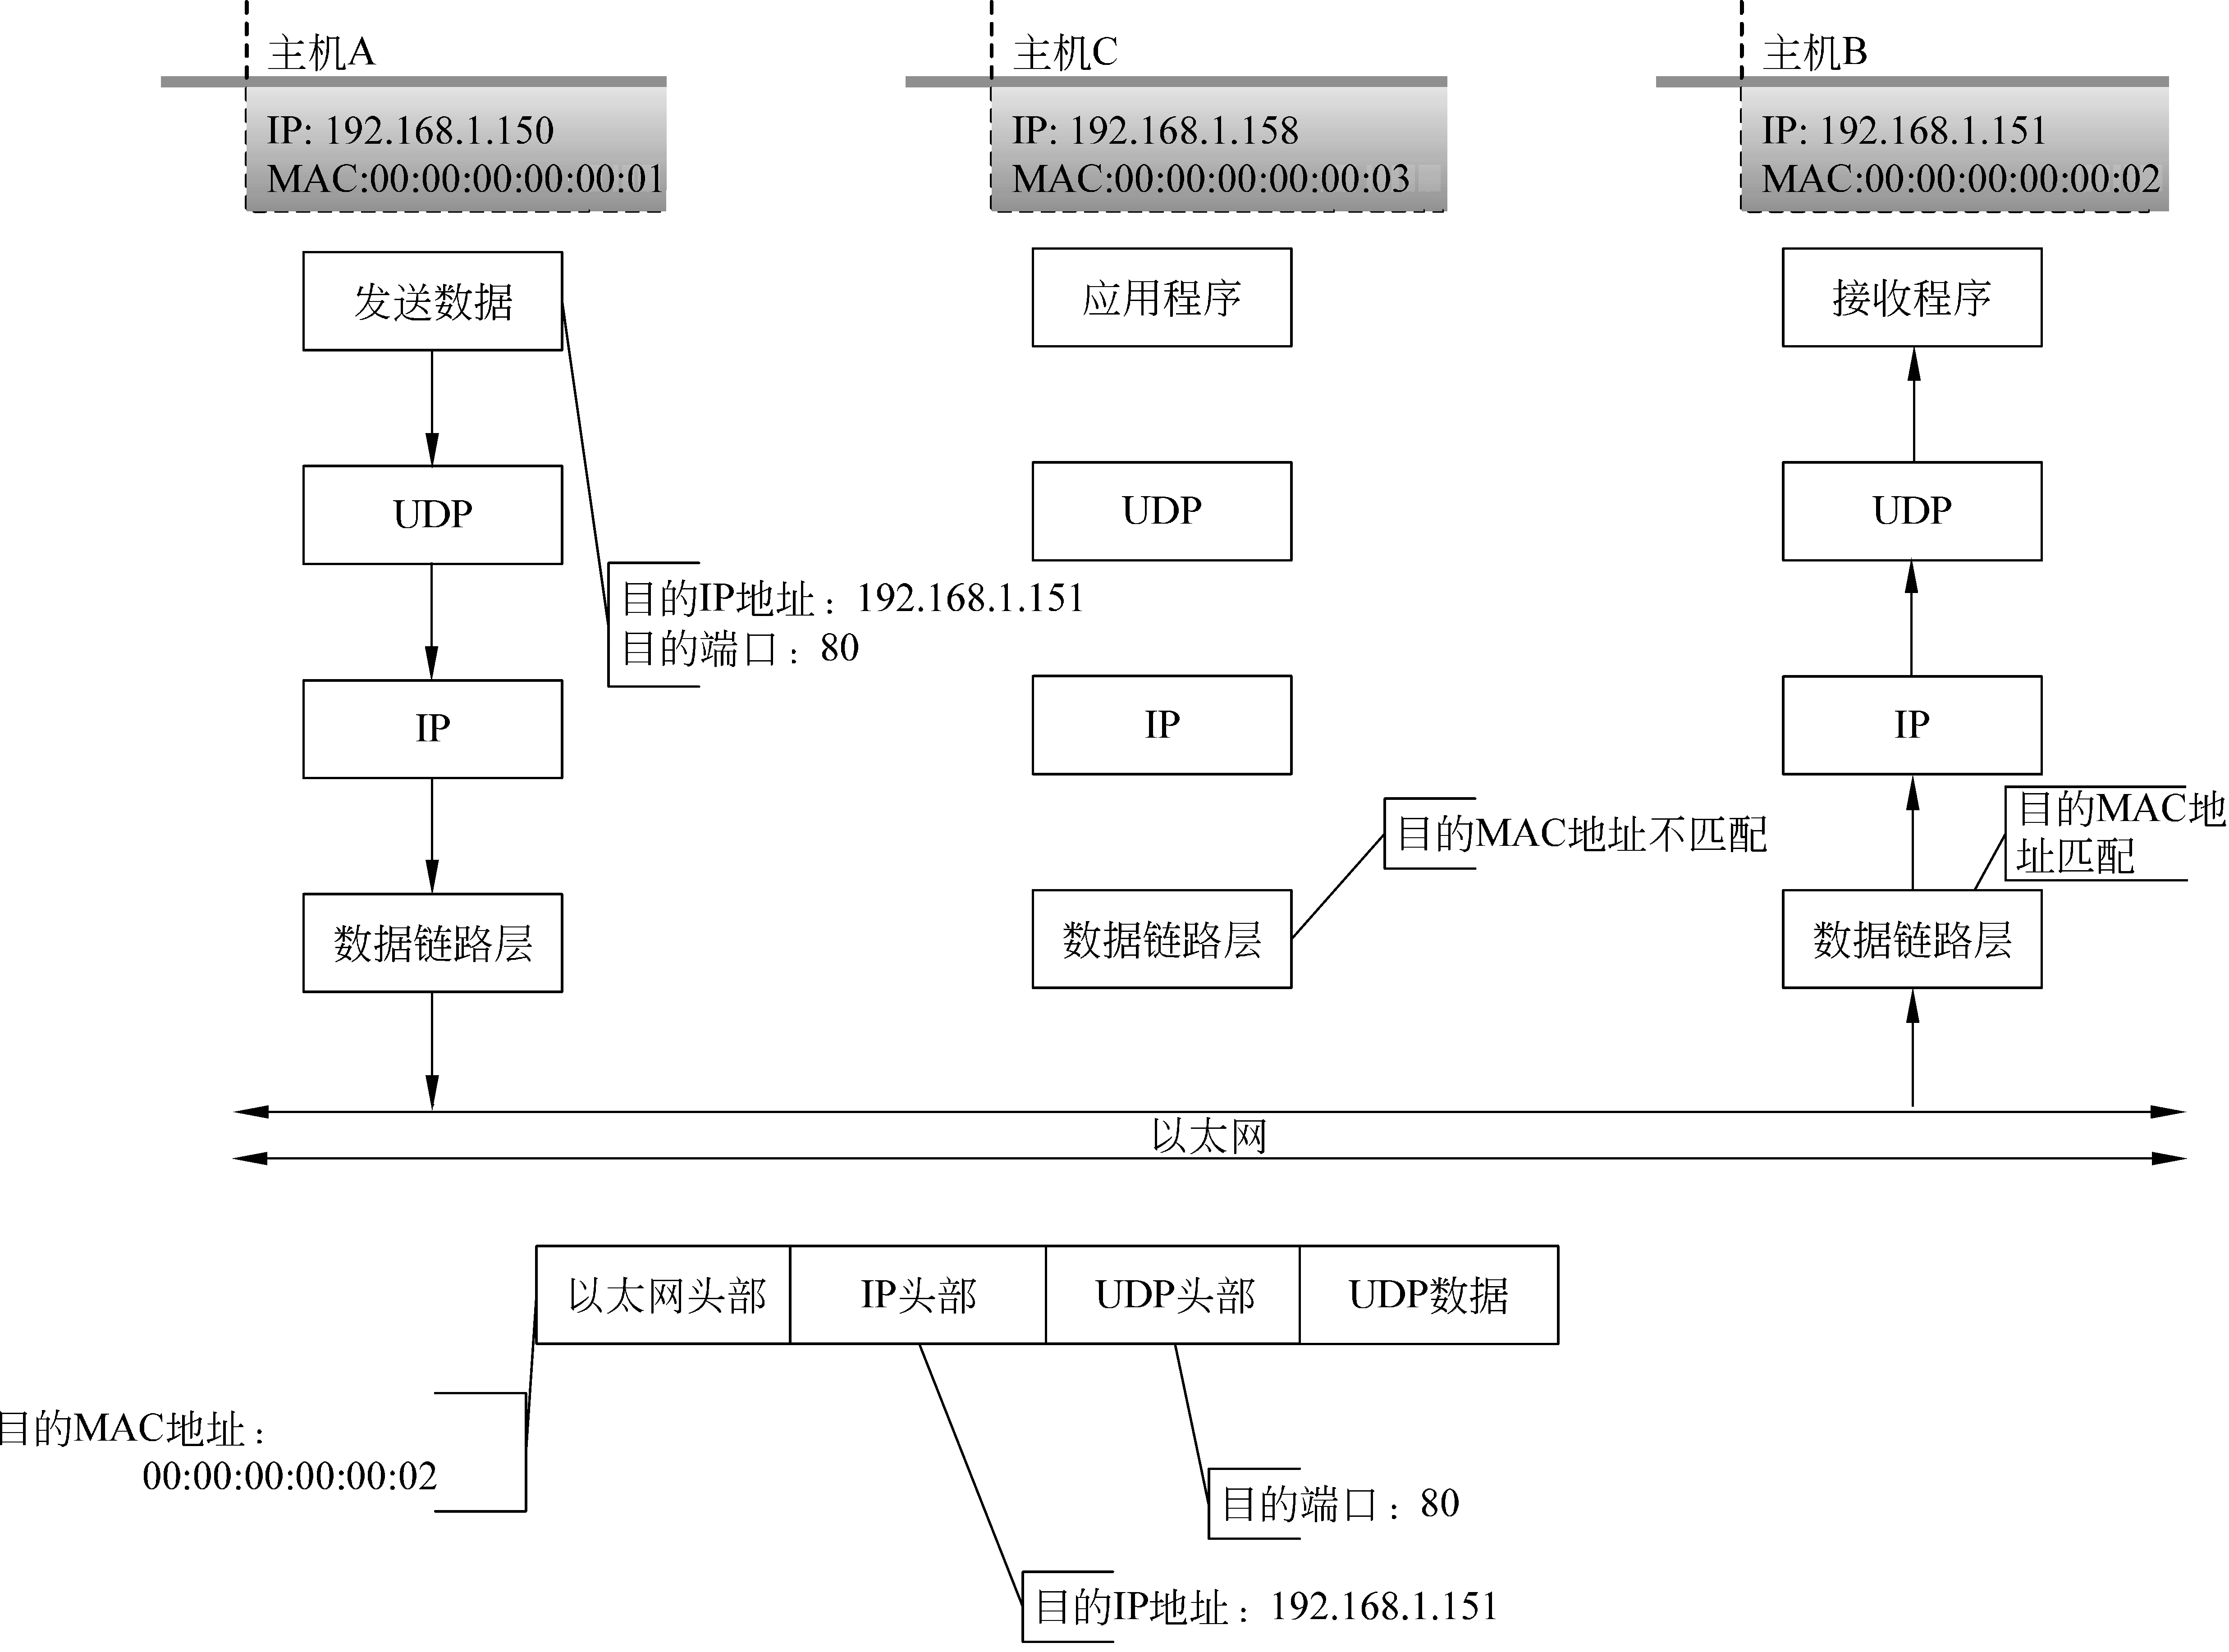 主机A
主机C
主机B
IP: 192.168.1.150
MAC:00:00:00:00:00:01
IP: 192.168.1.158
MAC:00:00:00:00:00:03
IP: 192.168.1.151
MAC:00:00:00:00:00:02
发送数据
应用程序
接收程序
UDP
UDP
UDP
目的IP地址：192.168.1.151
目的端口：80
IP
IP
IP
目的MAC地址不匹配
目的MAC地
址匹配
数据链路层
数据链路层
数据链路层
以太网
以太网头部
IP头部
UDP头部
UDP数据
目的MAC地址：
00:00:00:00:00:02
目的端口：80
目的IP地址：192.168.1.151